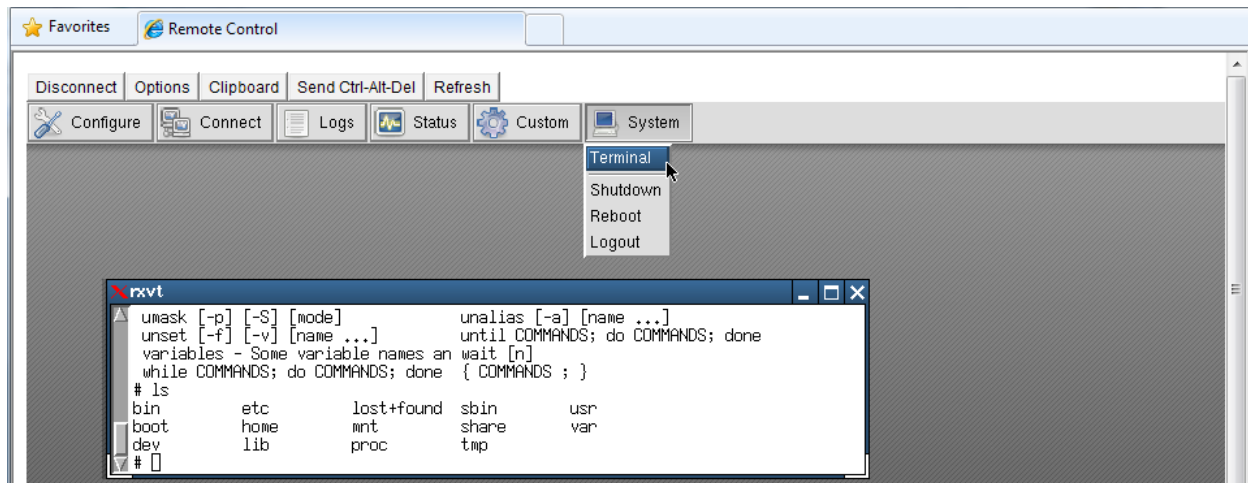 Favorites Remote Control
Disconnect Options Clipboard Send Ctrl-Alt-Del Refresh
Configure Connect Logs Status Custom System
Terminal
Shutdown
Reboot
Logout
rxvt
umask [-p] [-S] [mode] unalias [-a] [name ...]
unset [-f] [-v] [name ...] until COMMANDS; do COMMANDS; done
variables - Some variable names an wait [n]
while COMMANDS; do COMMANDS; done { COMMANDS ; }
# ls
bin etc lost+found sbin usr
boot home mnt share var
dev lib proc tmp
#